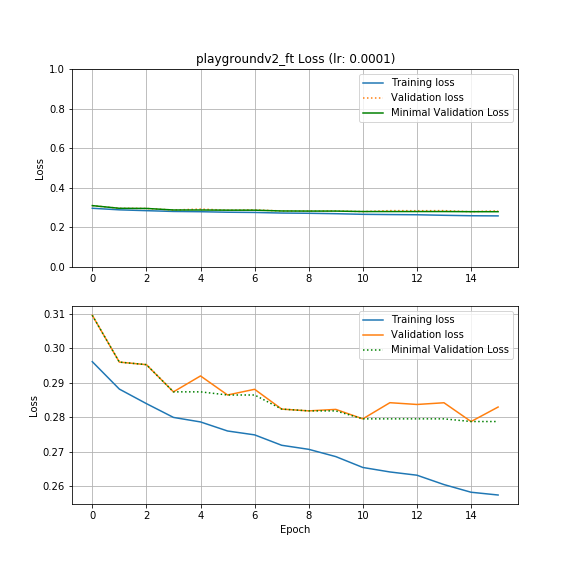 playgroundv2_ft Loss (lr: 0.0001)
1.0
0.8
0.6
0.4
0.2
0.0
Loss
Training loss
Validation loss
Minimal Validation Loss
0 2 4 6 8 10 12 14
0.31
0.30
0.29
0.28
0.27
0.26
Loss
Training loss
Validation loss
Minimal Validation Loss
0 2 4 6 8 10 12 14
Epoch